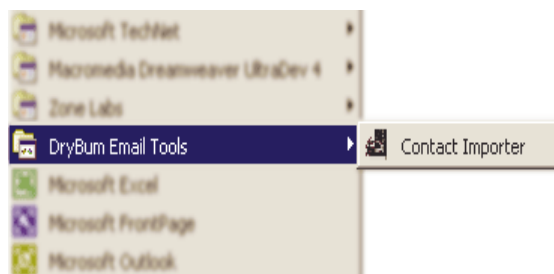 Microsoft TechNet
Macromedia Dreamweaver UltraDev 4
Zone Labs
DryBum Email Tools
Contact Importer
Microsoft Excel
Microsoft FrontPage
Microsoft Outlook